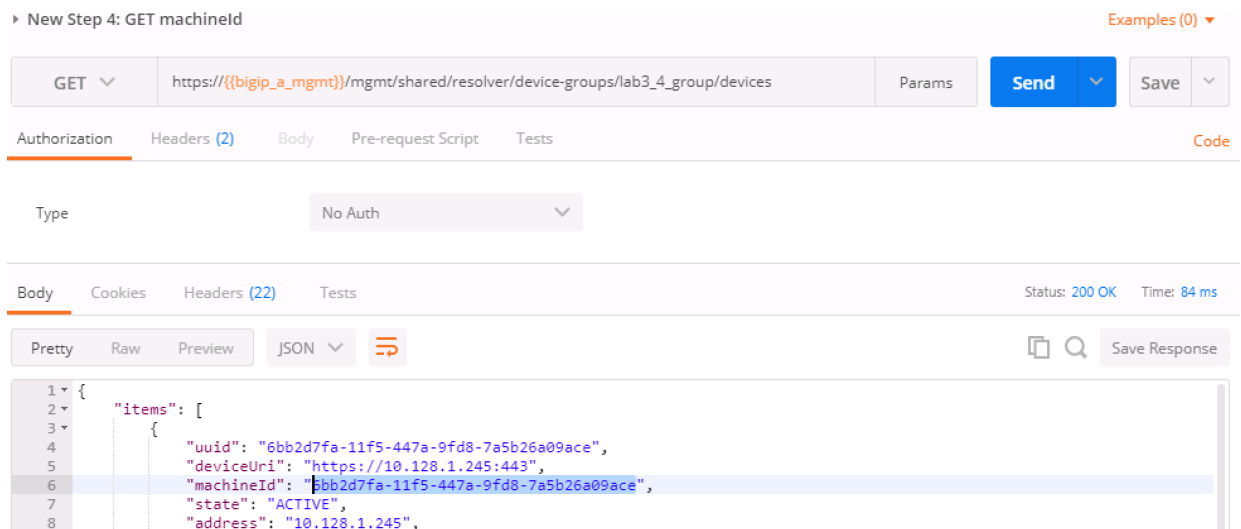 New Step 4: GET machineId
Examples (0)
GET
https://{{bigip_a_mgmt}}/mgmt/shared/resolver/device-groups/lab3_4_group/devices
Params
Send
Save
Authorization
Headers (2)
Body
Pre-request Script
Tests
Code
Type
No Auth
Body
Cookies
Headers (22)
Tests
Status: 200 OK
Time: 84 ms
Pretty
Raw
Preview
JSON
Save Response
1 {
2 "items": [
3 {
4 "uuid": "6bb2d7fa-11f5-447a-9fd8-7a5b26a09ace",
5 "deviceUri": "https://10.128.1.245:443",
6 "machineId": "6bb2d7fa-11f5-447a-9fd8-7a5b26a09ace",
7 "state": "ACTIVE",
8 "address": "10.128.1.245",